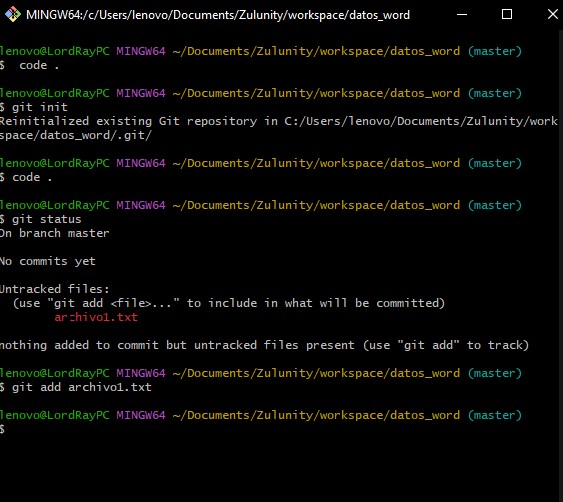 MINGW64:/c/Users/lenovo/Documents/Zulunity/workspace/datos_word
lenovo@LordRayPC MINGW64 ~/Documents/Zulunity/workspace/datos_word (master)
$  code .
lenovo@LordRayPC MINGW64 ~/Documents/Zulunity/workspace/datos_word (master)
$ git init
Reinitialized existing Git repository in C:/Users/lenovo/Documents/Zulunity/work
space/datos_word/.git/
lenovo@LordRayPC MINGW64 ~/Documents/Zulunity/workspace/datos_word (master)
$ code .
lenovo@LordRayPC MINGW64 ~/Documents/Zulunity/workspace/datos_word (master)
$ git status
On branch master
No commits yet
Untracked files:
  (use "git add <file>..." to include in what will be committed)
        archivo1.txt
nothing added to commit but untracked files present (use "git add" to track)
lenovo@LordRayPC MINGW64 ~/Documents/Zulunity/workspace/datos_word (master)
$ git add archivo1.txt
lenovo@LordRayPC MINGW64 ~/Documents/Zulunity/workspace/datos_word (master)
$